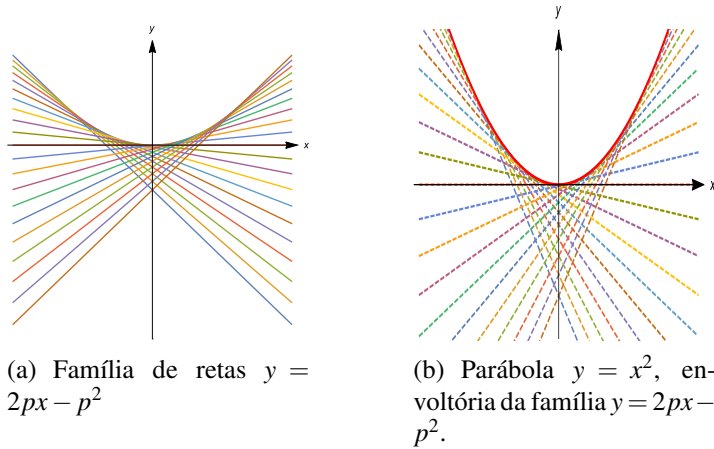 y
x
(a) Família de retas y =
2px − p²
y
x
(b) Parábola y = x², en-
voltória da família y = 2px −
p².